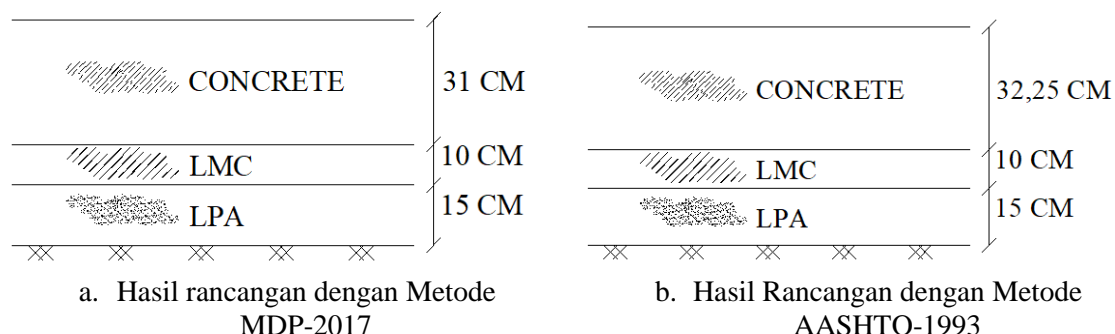 CONCRETE
31 CM
LMC
10 CM
LPA
15 CM
a. Hasil rancangan dengan Metode
MDP-2017
CONCRETE
32,25 CM
LMC
10 CM
LPA
15 CM
b. Hasil Rancangan dengan Metode
AASHTO-1993